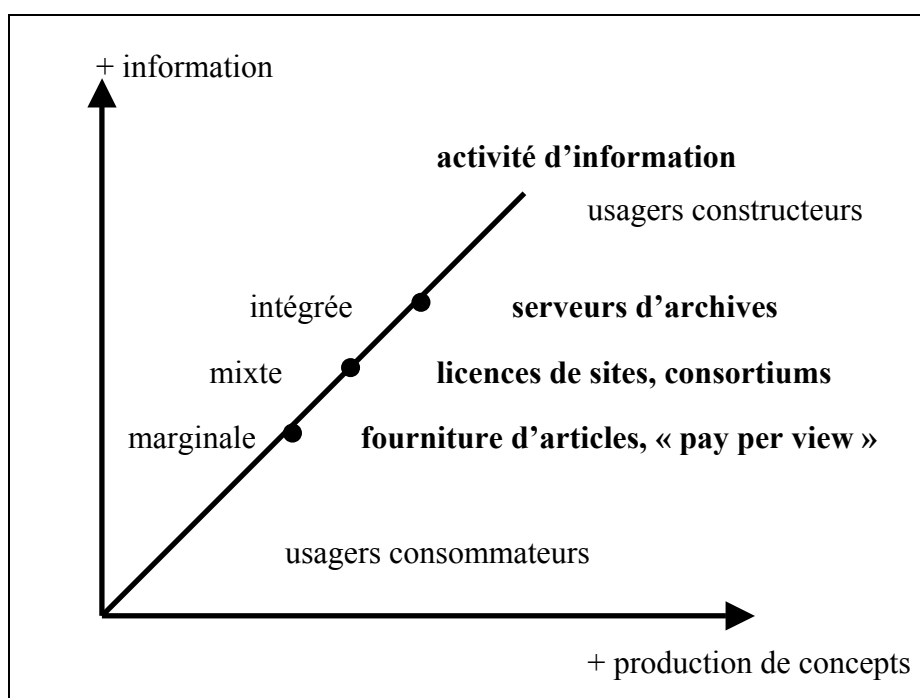 + information
activité d’information
usagers constructeurs
intégrée
serveurs d’archives
mixte
licences de sites, consortiums
marginale
fourniture d’articles, « pay per view »
usagers consommateurs
+ production de concepts